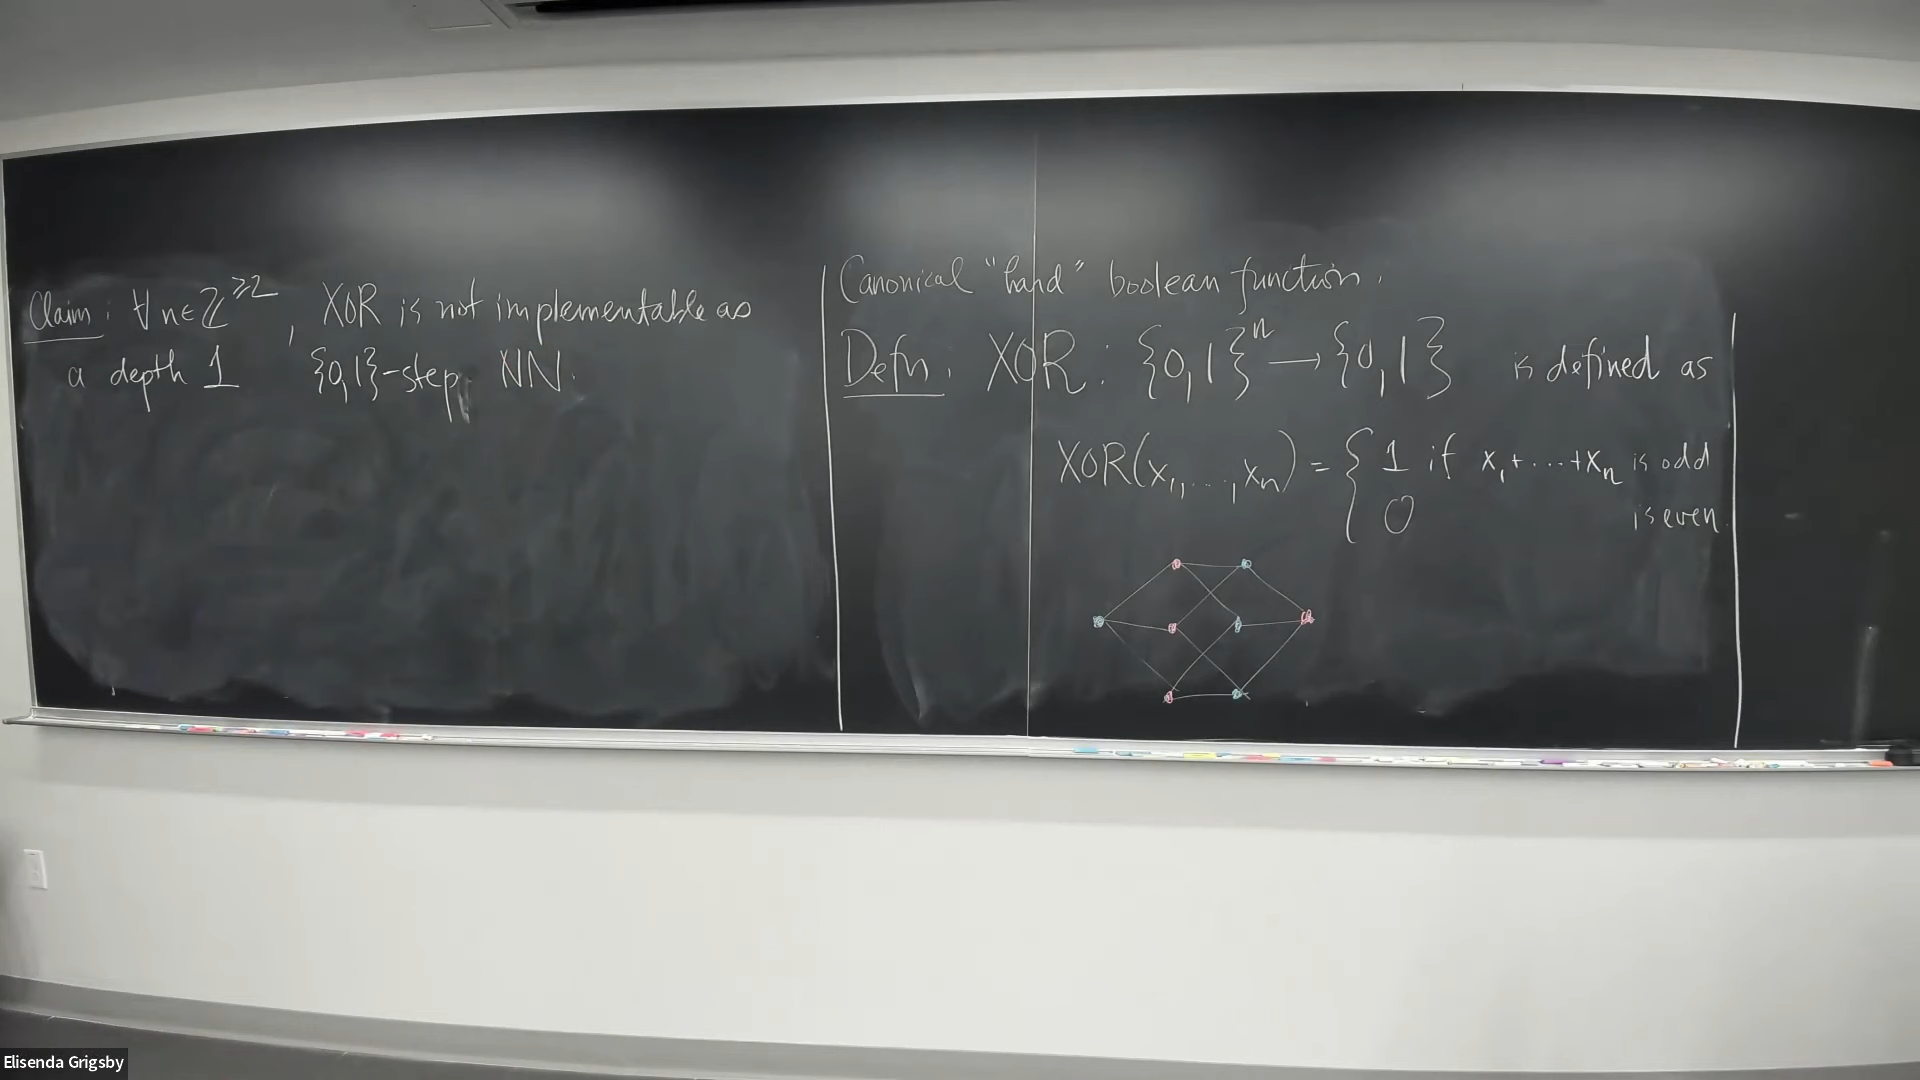 Claim: ∀ n ∈ ℤ^{≥2}, XOR is not implementable as
a depth 1 {0,1}-step NN.
Canonical "hard" boolean function.
Defn: XOR: {0,1}^n → {0,1} is defined as
XOR(x_1, ..., x_n) = { 1 if x_1 + ... + x_n is odd
0 is even.
Elisenda Grigsby